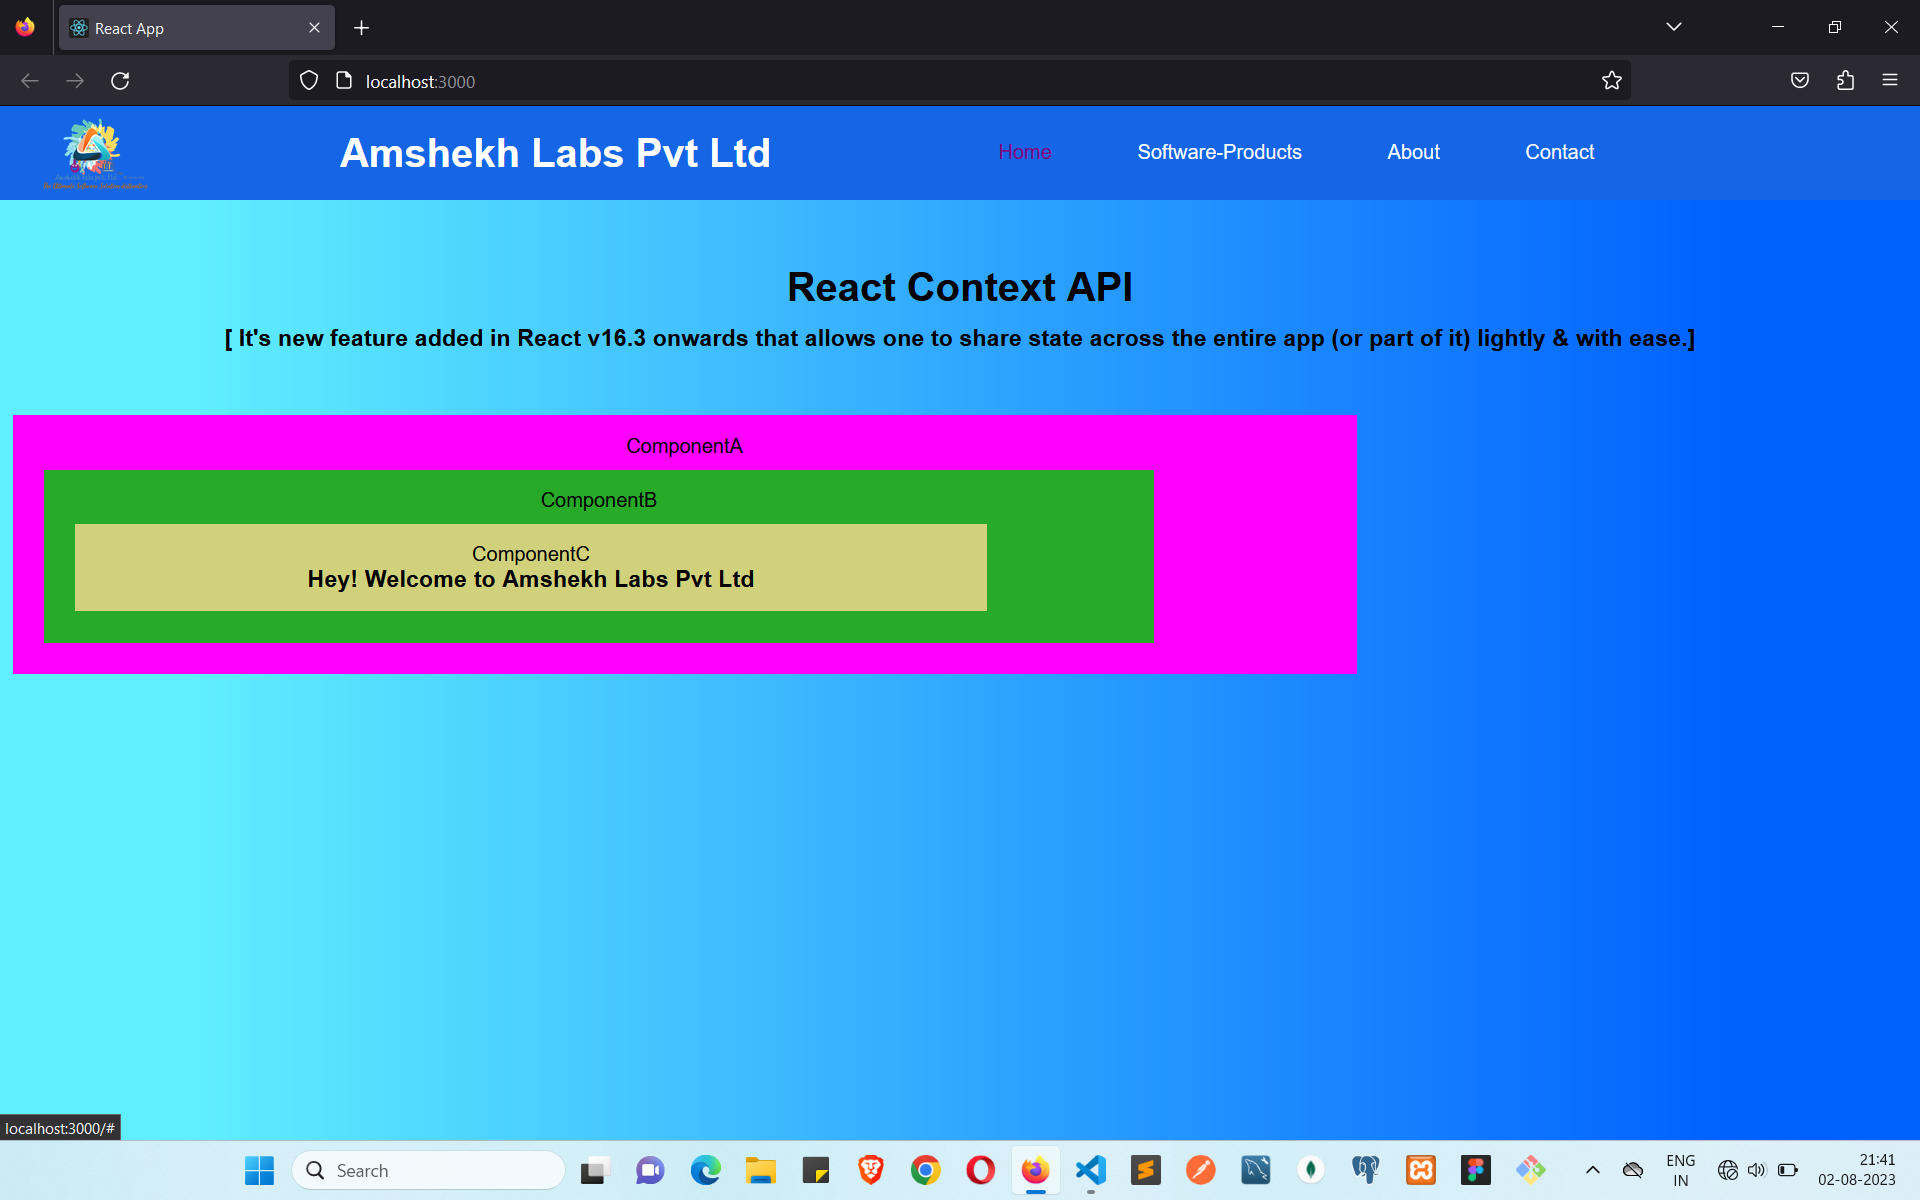 React App
localhost:3000
Amshekh Labs Pvt Ltd
Home
Software-Products
About
Contact
React Context API
[ It's new feature added in React v16.3 onwards that allows one to share state across the entire app (or part of it) lightly & with ease.]
ComponentA
ComponentB
ComponentC
Hey! Welcome to Amshekh Labs Pvt Ltd
localhost:3000/#
Search
ENG
IN
21:41
02-08-2023